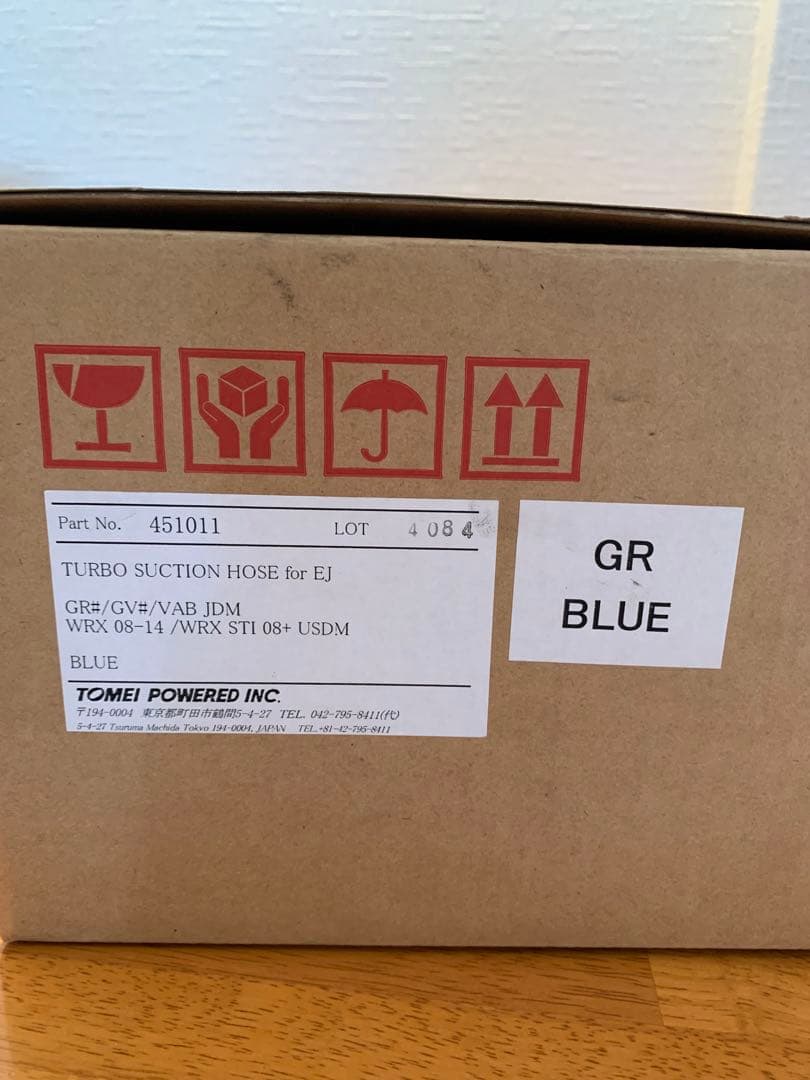 Part No. 451011 LOT 4084
TURBO SUCTION HOSE for EJ
GR#/GV#/VAB JDM
WRX 08-14 /WRX STI 08+ USDM
BLUE
TOMEI POWERED INC.
〒194-0004 東京都町田市鶴間5-4-27 TEL. 042-795-8411(代)
5-4-27 Tsuruma Machida Tokyo 194-0004, JAPAN TEL.+81-42-795-8411
GR
BLUE